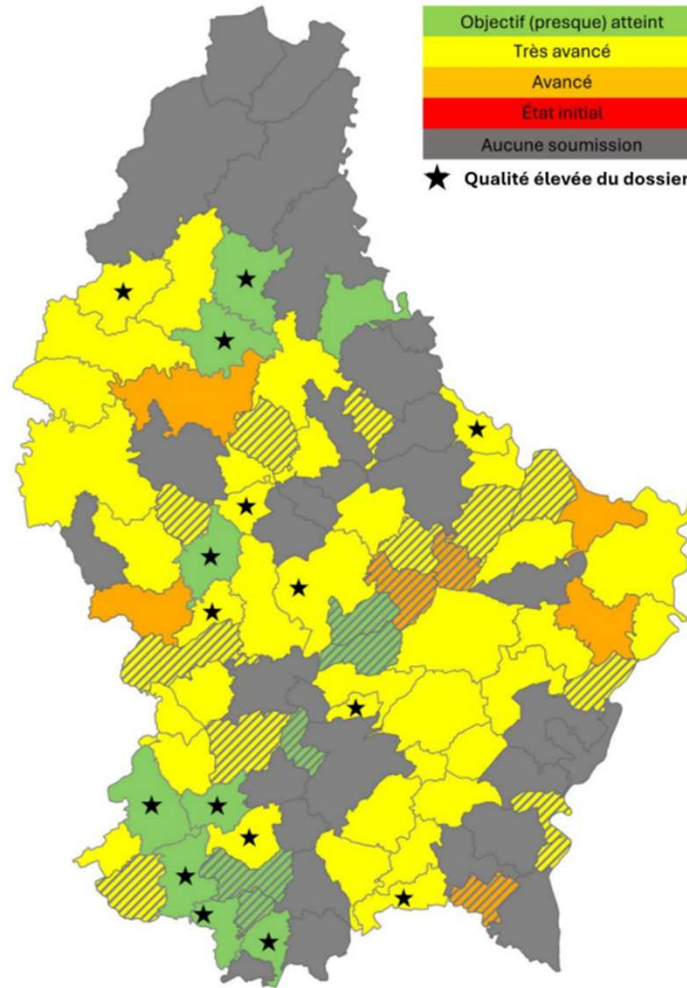 Objectif (presque) atteint
Très avancé
Avancé
État initial
Aucune soumission
Qualité élevée du dossier